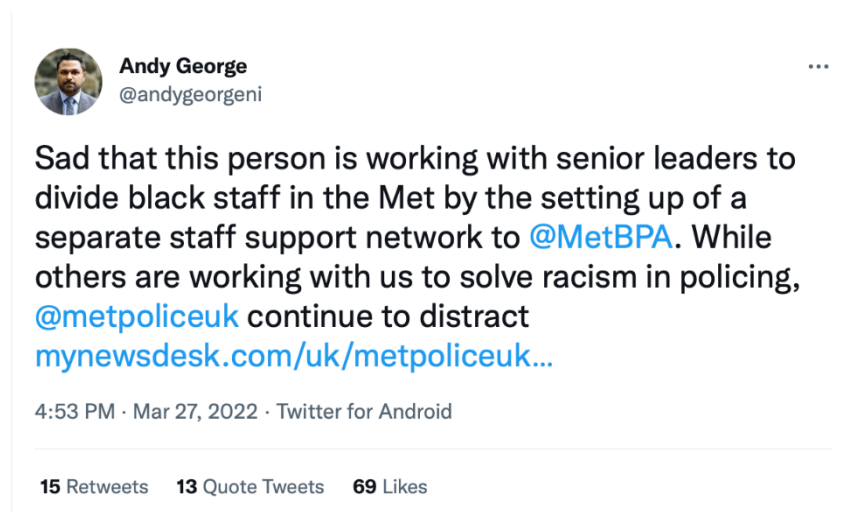 Andy George
@andygeorgeni
Sad that this person is working with senior leaders to
divide black staff in the Met by the setting up of a
separate staff support network to @MetBPA. While
others are working with us to solve racism in policing,
@metpoliceuk continue to distract
mynewsdesk.com/uk/metpoliceuk...
4:53 PM · Mar 27, 2022 · Twitter for Android
15 Retweets 13 Quote Tweets 69 Likes